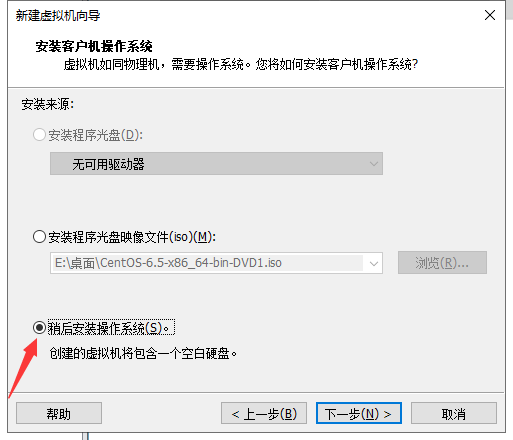 新建虚拟机向导
安装客户机操作系统
虚拟机如同物理机，需要操作系统。您将如何安装客户机操作系统?
安装来源:
安装程序光盘(D):
无可用驱动器
安装程序光盘映像文件(iso)(M):
E:\桌面\CentOS-6.5-x86_64-bin-DVD1.iso
浏览(R)...
稍后安装操作系统(S)。
创建的虚拟机将包含一个空白硬盘。
帮助
< 上一步(B)
下一步(N) >
取消